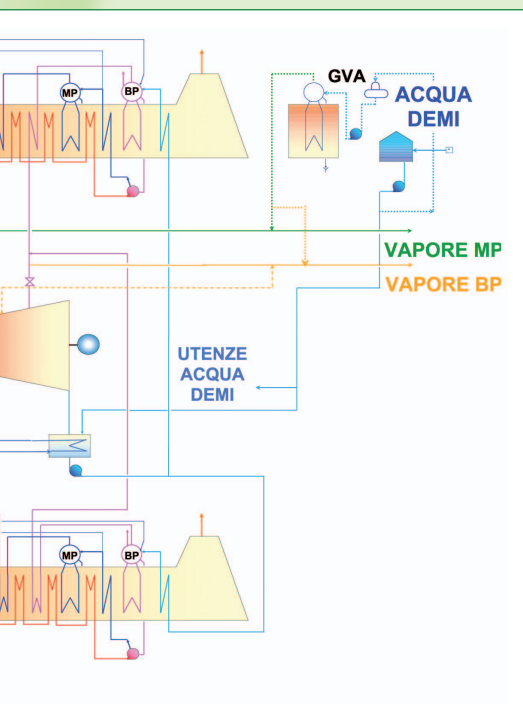 MP
BP
GVA
ACQUA
DEMI
VAPORE MP
VAPORE BP
UTENZE
ACQUA
DEMI
MP
BP